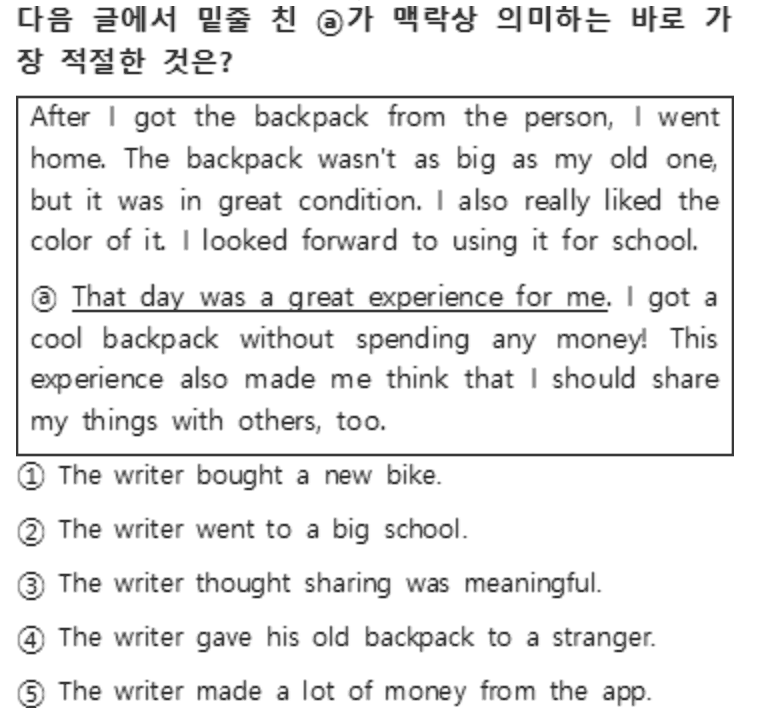 다음 글에서 밑줄 친 ⓐ가 맥락상 의미하는 바로 가
장 적절한 것은?
After I got the backpack from the person, I went
home. The backpack wasn't as big as my old one,
but it was in great condition. I also really liked the
color of it. I looked forward to using it for school.
ⓐ That day was a great experience for me. I got a
cool backpack without spending any money! This
experience also made me think that I should share
my things with others, too.
① The writer bought a new bike.
② The writer went to a big school.
③ The writer thought sharing was meaningful.
④ The writer gave his old backpack to a stranger.
⑤ The writer made a lot of money from the app.